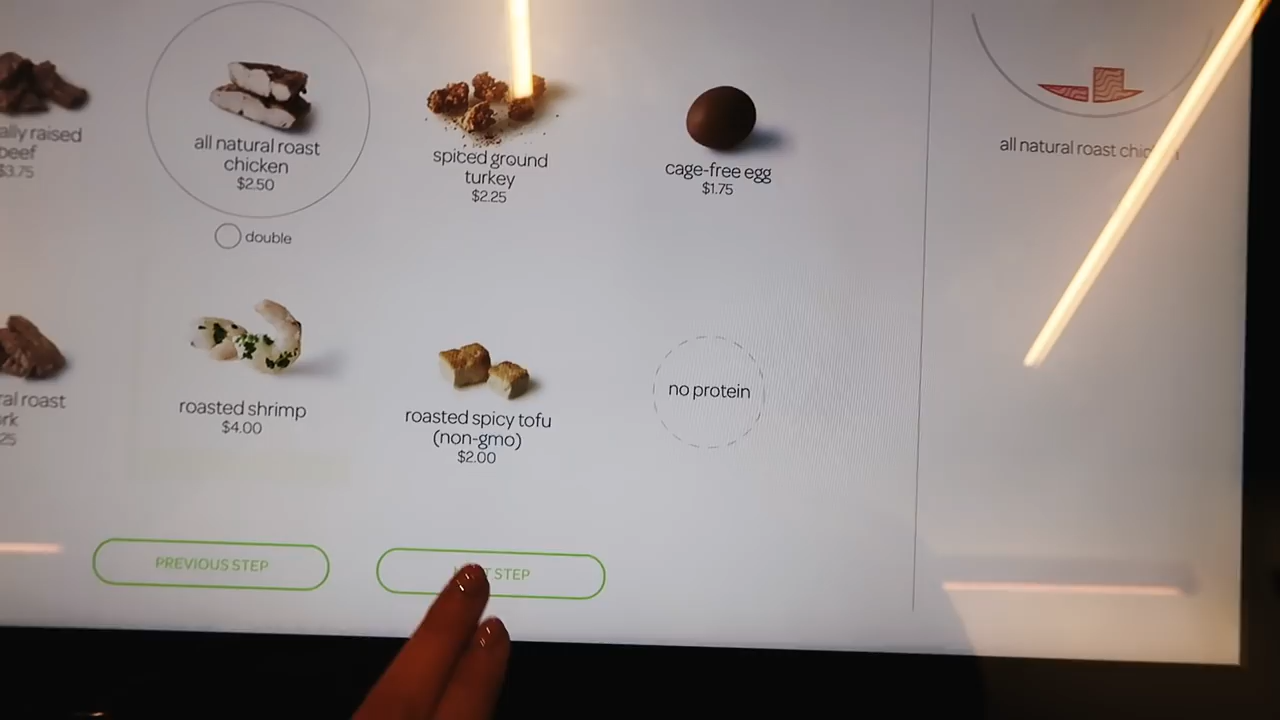 ally raised
beef
$3.75
all natural roast
chicken
$2.50
double
spiced ground
turkey
$2.25
cage-free egg
$1.75
all natural roast
ral roast
rk
25
roasted shrimp
$4.00
roasted spicy tofu
(non-gmo)
$2.00
no protein
PREVIOUS STEP
STEP